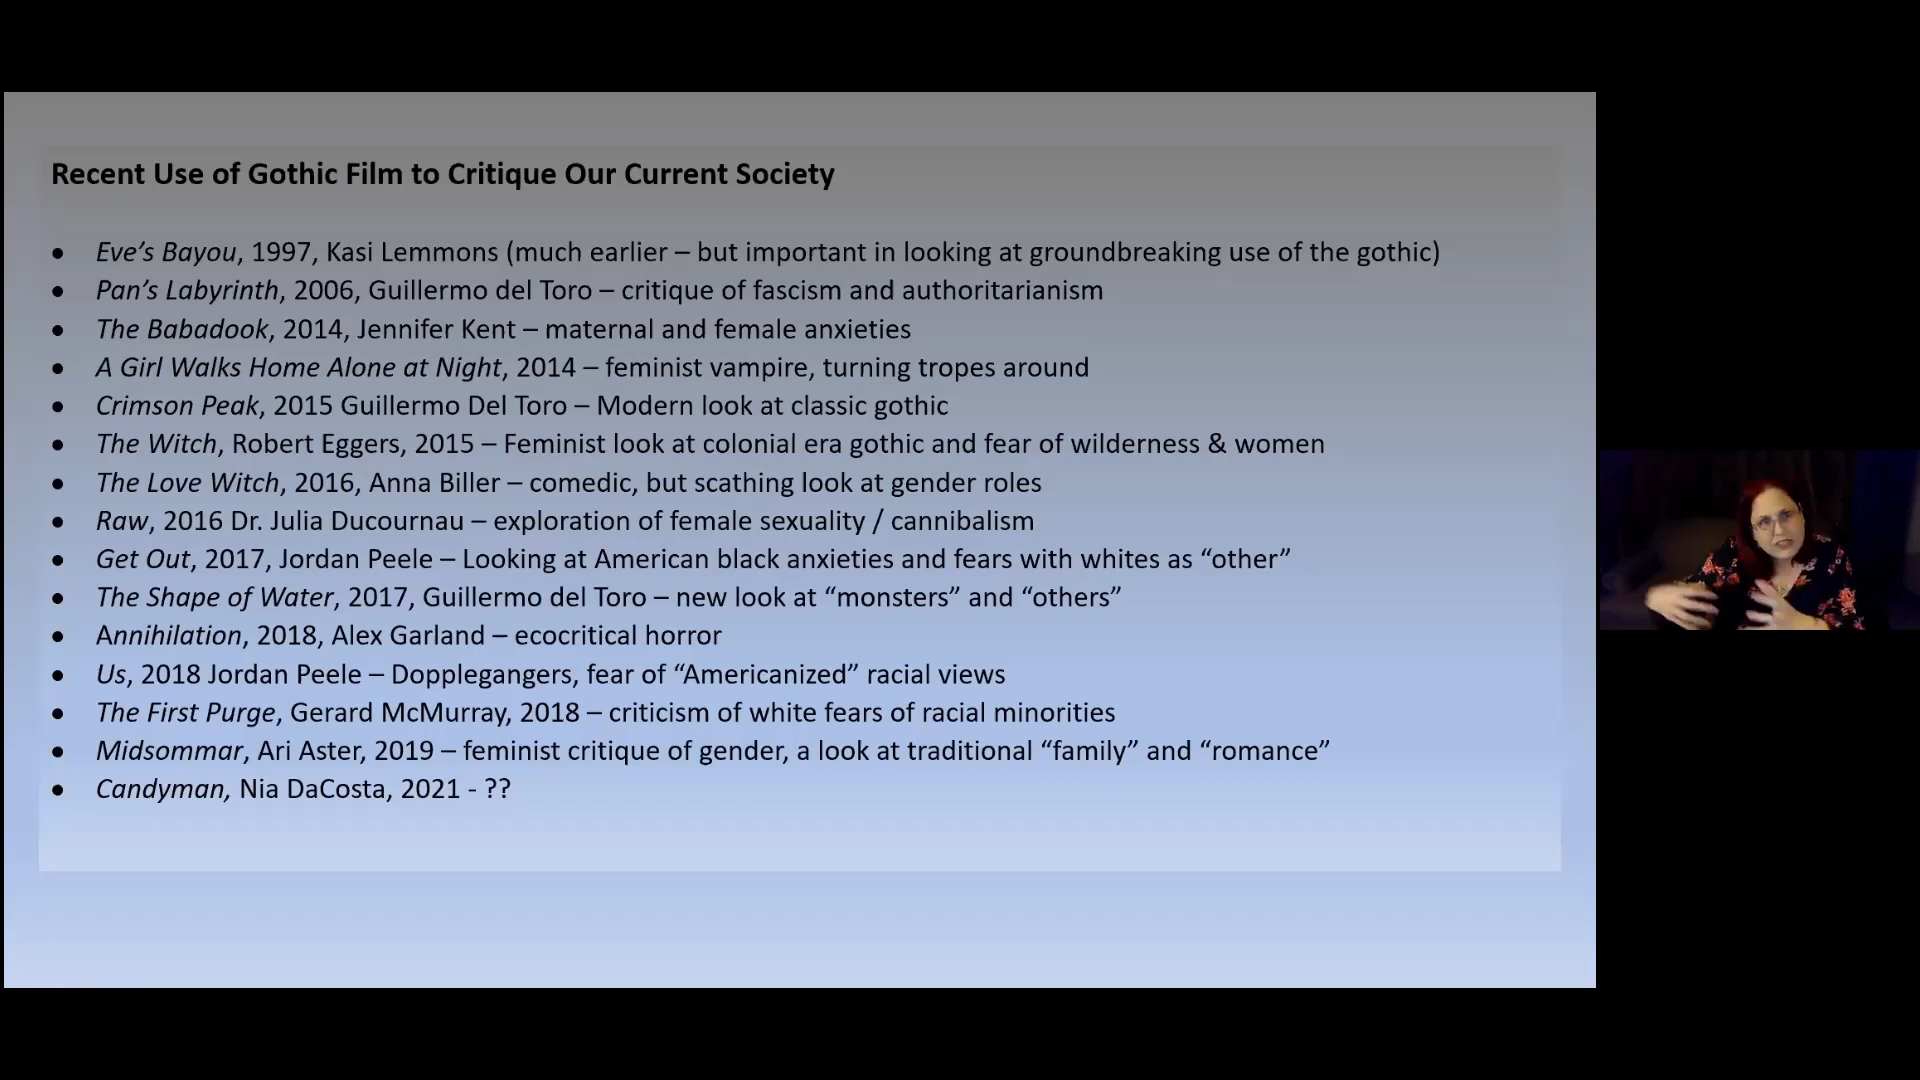 Recent Use of Gothic Film to Critique Our Current Society
• Eve’s Bayou, 1997, Kasi Lemmons (much earlier – but important in looking at groundbreaking use of the gothic)
• Pan’s Labyrinth, 2006, Guillermo del Toro – critique of fascism and authoritarianism
• The Babadook, 2014, Jennifer Kent – maternal and female anxieties
• A Girl Walks Home Alone at Night, 2014 – feminist vampire, turning tropes around
• Crimson Peak, 2015 Guillermo Del Toro – Modern look at classic gothic
• The Witch, Robert Eggers, 2015 – Feminist look at colonial era gothic and fear of wilderness & women
• The Love Witch, 2016, Anna Biller – comedic, but scathing look at gender roles
• Raw, 2016 Dr. Julia Ducournau – exploration of female sexuality / cannibalism
• Get Out, 2017, Jordan Peele – Looking at American black anxieties and fears with whites as “other”
• The Shape of Water, 2017, Guillermo del Toro – new look at “monsters” and “others”
• Annihilation, 2018, Alex Garland – ecocritical horror
• Us, 2018 Jordan Peele – Dopplegangers, fear of “Americanized” racial views
• The First Purge, Gerard McMurray, 2018 – criticism of white fears of racial minorities
• Midsommar, Ari Aster, 2019 – feminist critique of gender, a look at traditional “family” and “romance”
• Candyman, Nia DaCosta, 2021 - ??